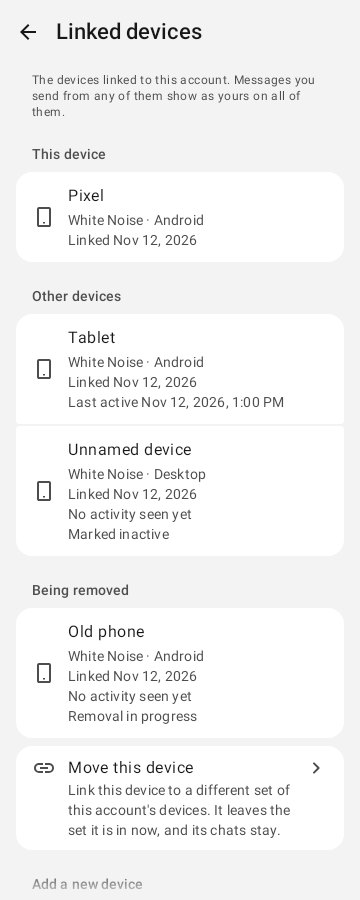 Linked devices
The devices linked to this account. Messages you
send from any of them show as yours on all of
them.
This device
Pixel
White Noise · Android
Linked Nov 12, 2026
Other devices
Tablet
White Noise · Android
Linked Nov 12, 2026
Last active Nov 12, 2026, 1:00 PM
Unnamed device
White Noise · Desktop
Linked Nov 12, 2026
No activity seen yet
Marked inactive
Being removed
Old phone
White Noise · Android
Linked Nov 12, 2026
No activity seen yet
Removal in progress
Move this device
Link this device to a different set of
this account's devices. It leaves the
set it is in now, and its chats stay.
Add a new device